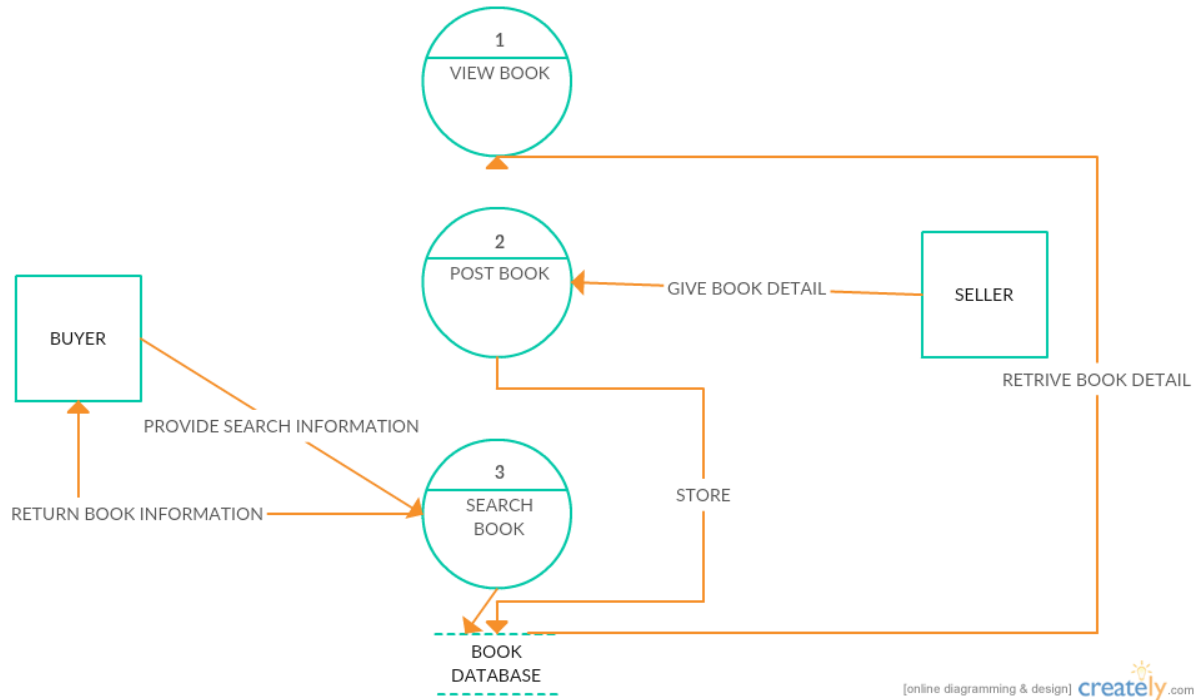 1
VIEW BOOK
2
POST BOOK
GIVE BOOK DETAIL
SELLER
BUYER
RETRIVE BOOK DETAIL
PROVIDE SEARCH INFORMATION
3
SEARCH
BOOK
STORE
RETURN BOOK INFORMATION
BOOK
DATABASE
[online diagramming & design] creately.com